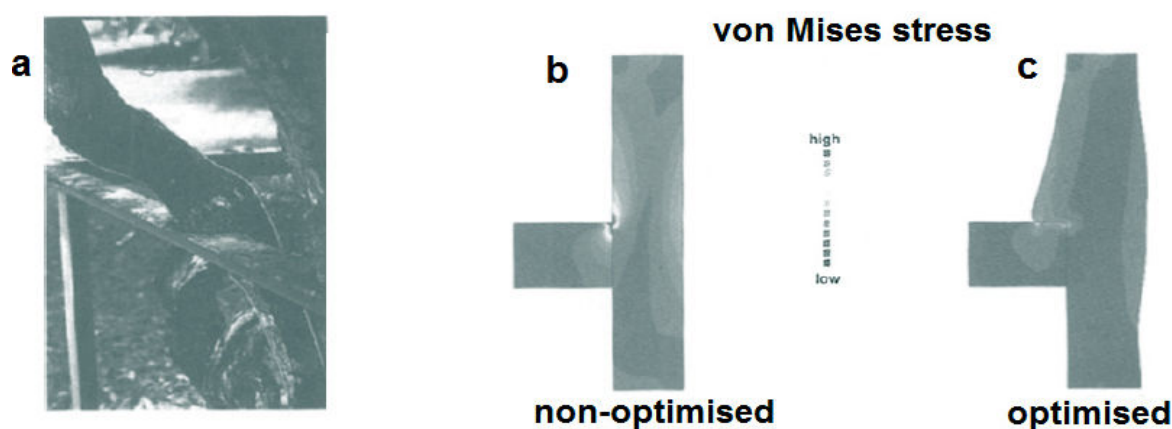 a
von Mises stress
b
c
high
low
non-optimised
optimised